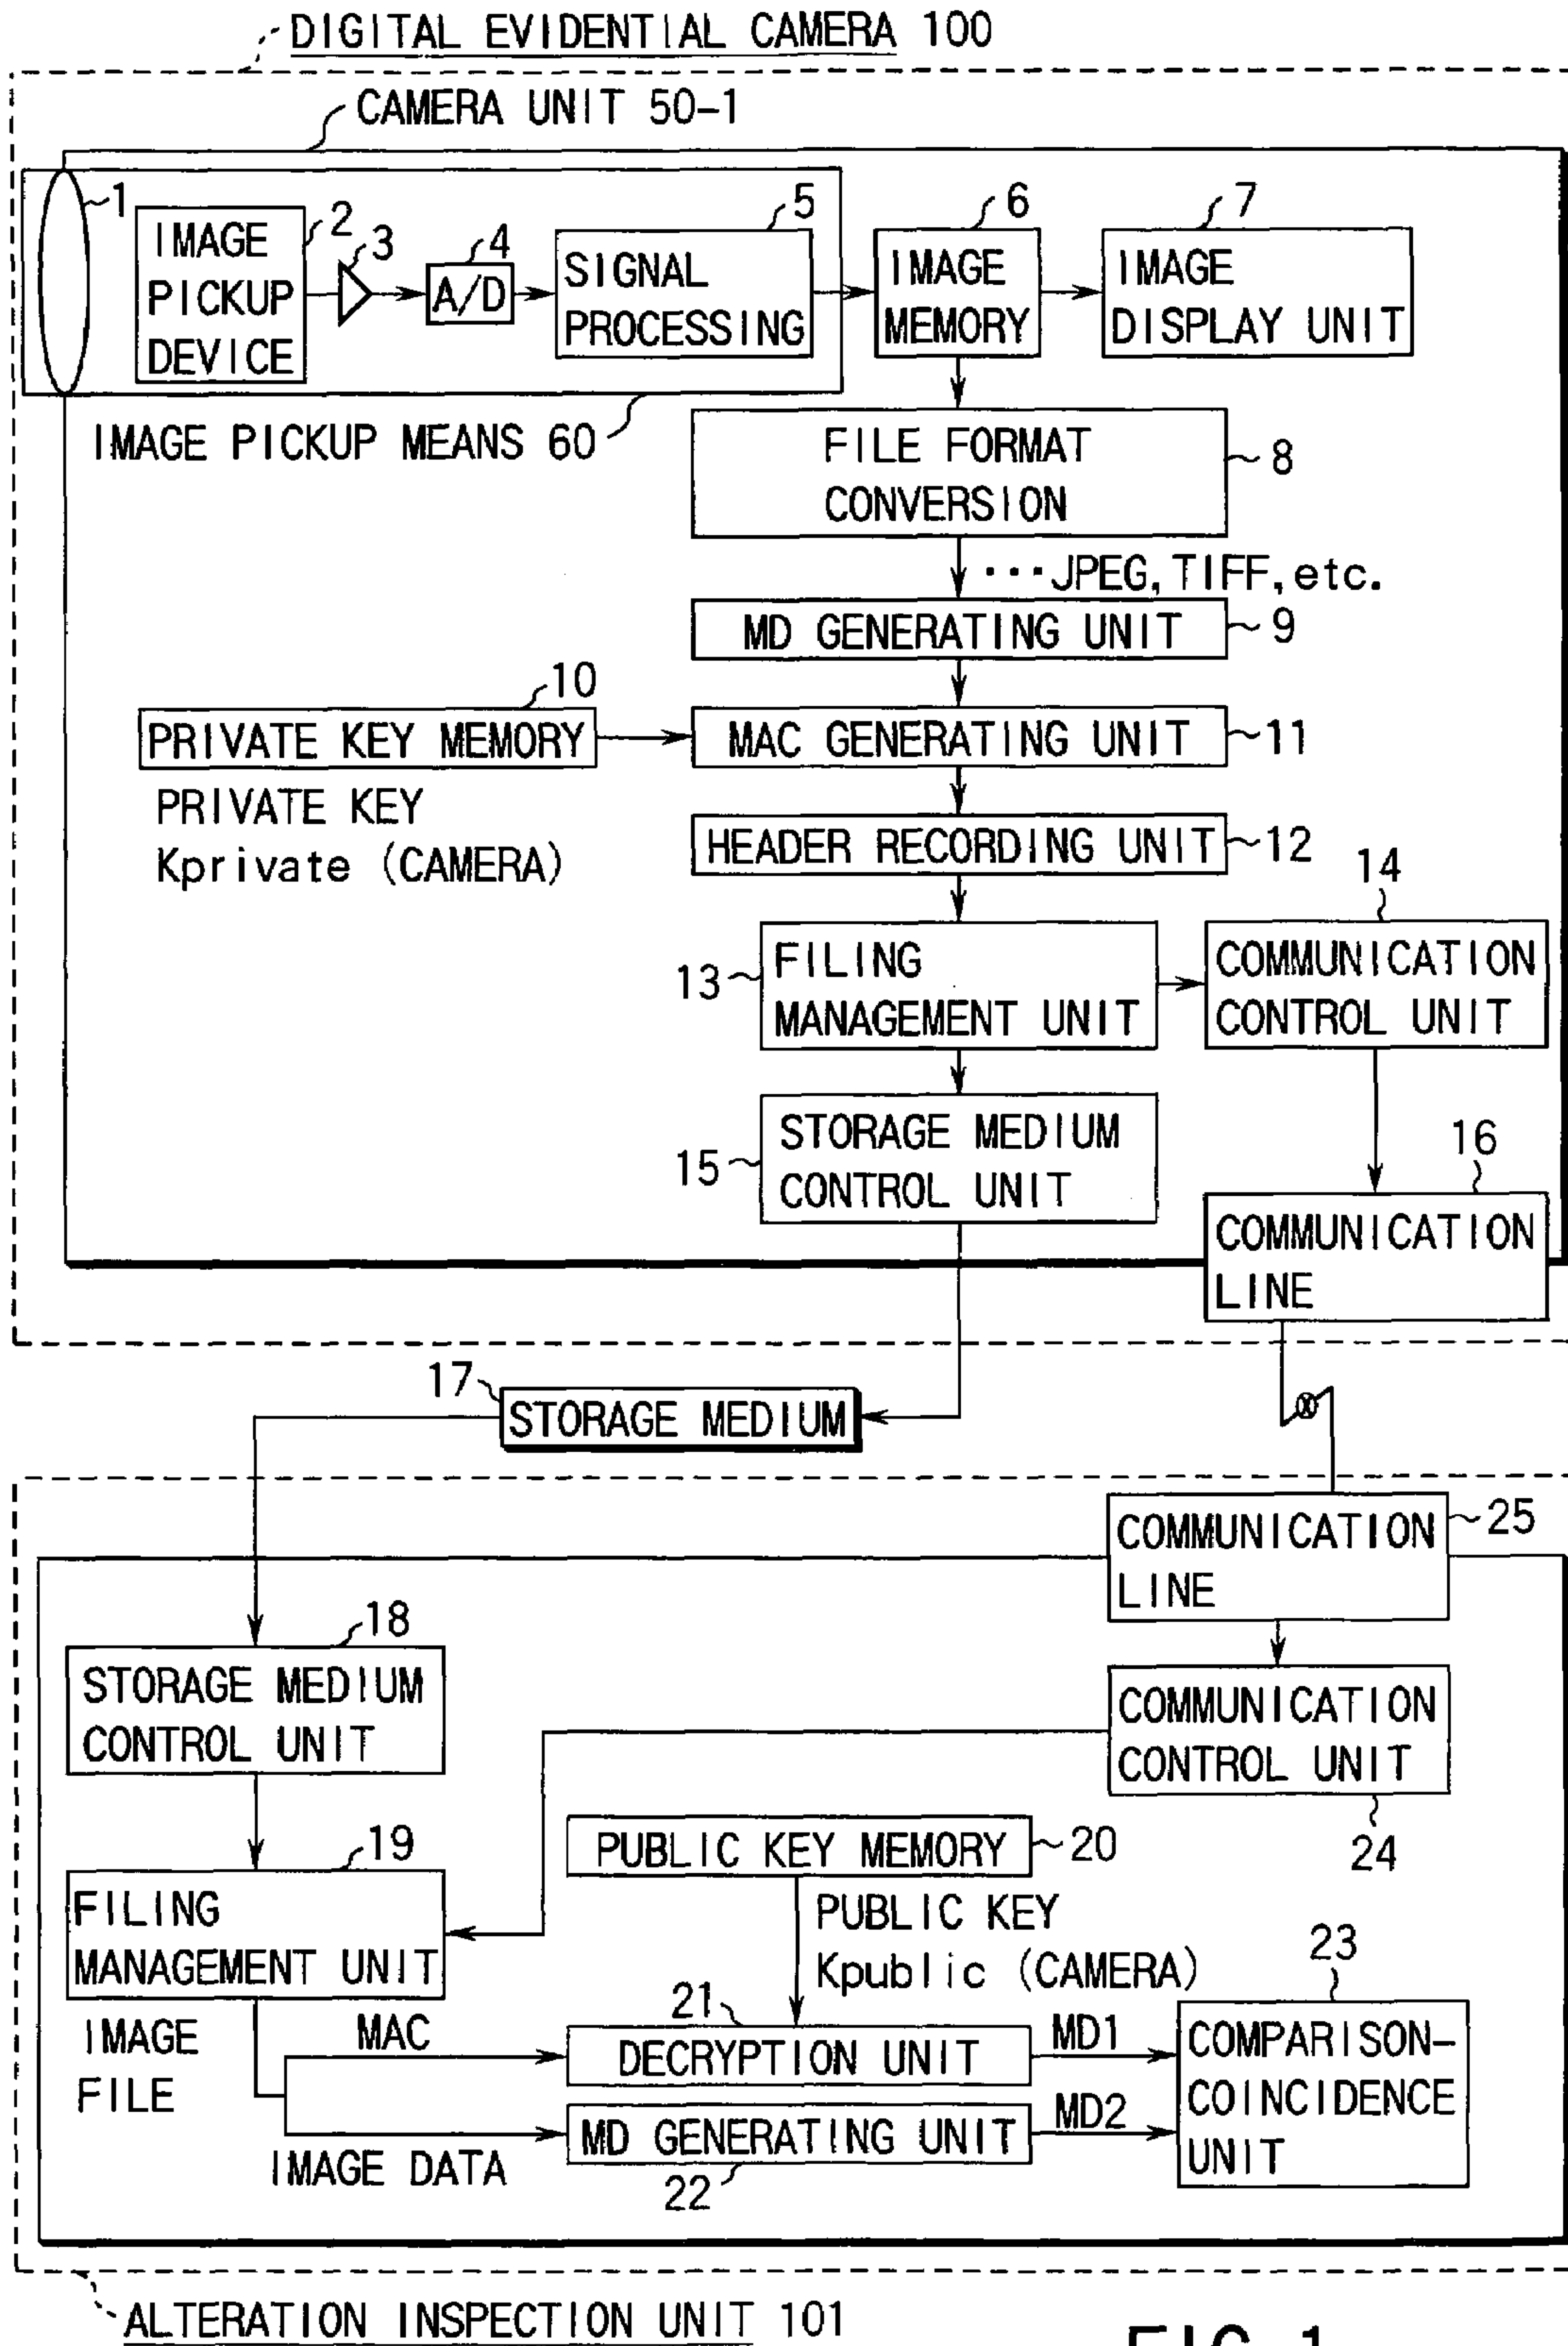 DIGITAL EVIDENTIAL CAMERA 100
CAMERA UNIT 50-1
1
IMAGE
PICKUP
DEVICE
2
3
4
A/D
5
SIGNAL
PROCESSING
6
IMAGE
MEMORY
7
IMAGE
DISPLAY UNIT
IMAGE PICKUP MEANS 60
FILE FORMAT
CONVERSION
8
···JPEG, TIFF, etc.
MD GENERATING UNIT
9
10
PRIVATE KEY MEMORY
MAC GENERATING UNIT
11
PRIVATE KEY
Kprivate (CAMERA)
HEADER RECORDING UNIT
12
13
FILING
MANAGEMENT UNIT
14
COMMUNICATION
CONTROL UNIT
15
STORAGE MEDIUM
CONTROL UNIT
16
COMMUNICATION
LINE
17
STORAGE MEDIUM
COMMUNICATION
LINE
25
18
STORAGE MEDIUM
CONTROL UNIT
COMMUNICATION
CONTROL UNIT
24
19
FILING
MANAGEMENT UNIT
PUBLIC KEY MEMORY
20
PUBLIC KEY
Kpublic (CAMERA)
IMAGE
FILE
MAC
21
DECRYPTION UNIT
MD1
23
COMPARISON-
COINCIDENCE
UNIT
IMAGE DATA
MD GENERATING UNIT
22
MD2
ALTERATION INSPECTION UNIT 101
FIG. 1